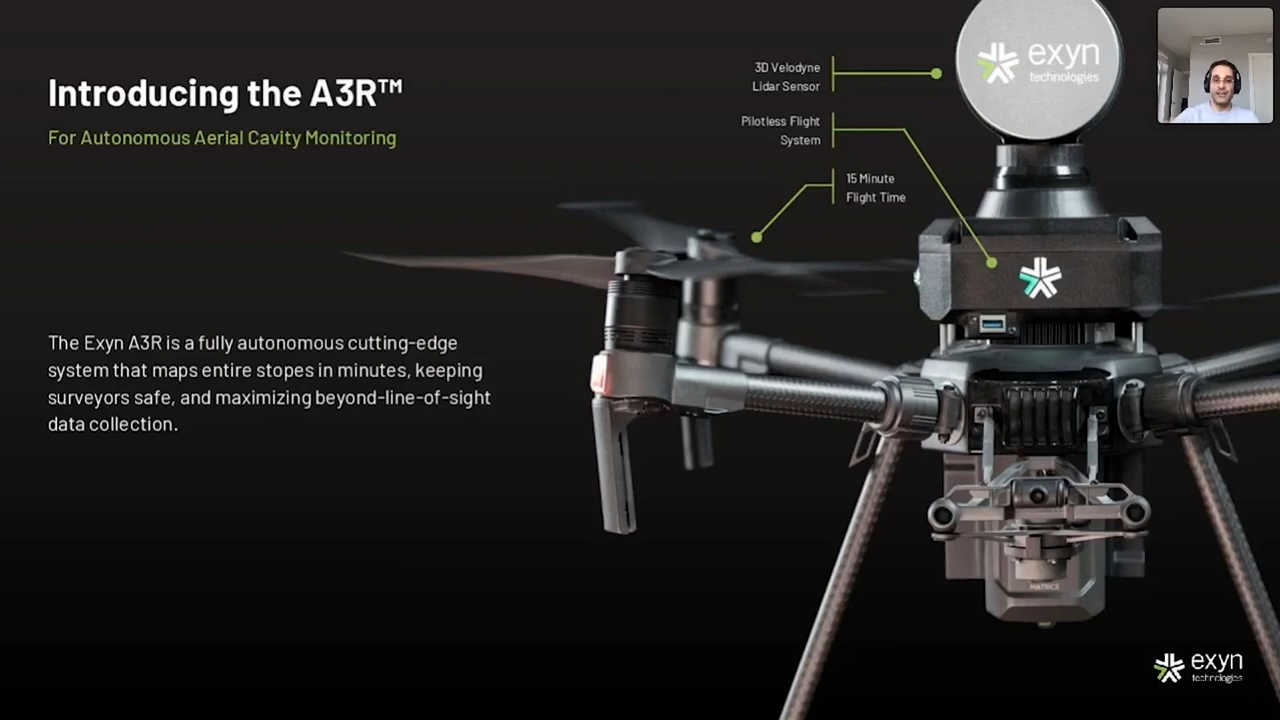 Introducing the A3R™
For Autonomous Aerial Cavity Monitoring
3D Velodyne
Lidar Sensor
Pilotless Flight
System
15 Minute
Flight Time
exyn
technologies
The Exyn A3R is a fully autonomous cutting-edge
system that maps entire stopes in minutes, keeping
surveyors safe, and maximizing beyond-line-of-sight
data collection.
MATRICE
exyn
technologies